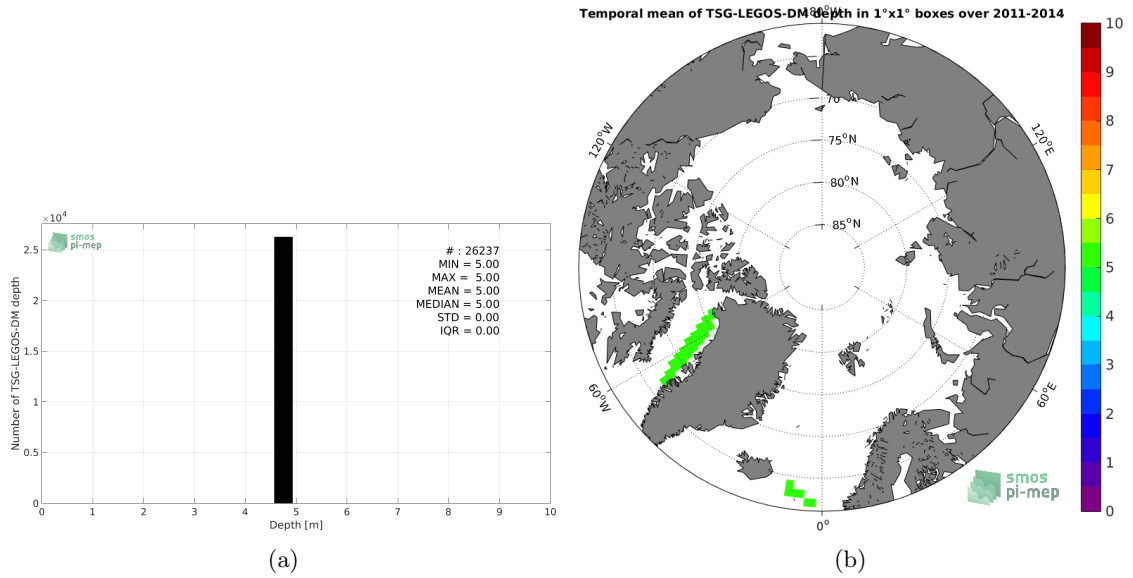 ×10⁴
smos
pi-mep
# : 26237
MIN = 5.00
MAX = 5.00
MEAN = 5.00
MEDIAN = 5.00
STD = 0.00
IQR = 0.00
2.5
2
1.5
1
0.5
0
Number of TSG-LEGOS-DM depth
0 1 2 3 4 5 6 7 8 9 10
Depth [m]
(a)
Temporal mean of TSG-LEGOS-DM depth in 1°x1° boxes over 2011-2014
180°W
120°W
120°E
60°W
60°E
0°
70°N
75°N
80°N
85°N
smos
pi-mep
10
9
8
7
6
5
4
3
2
1
0
(b)